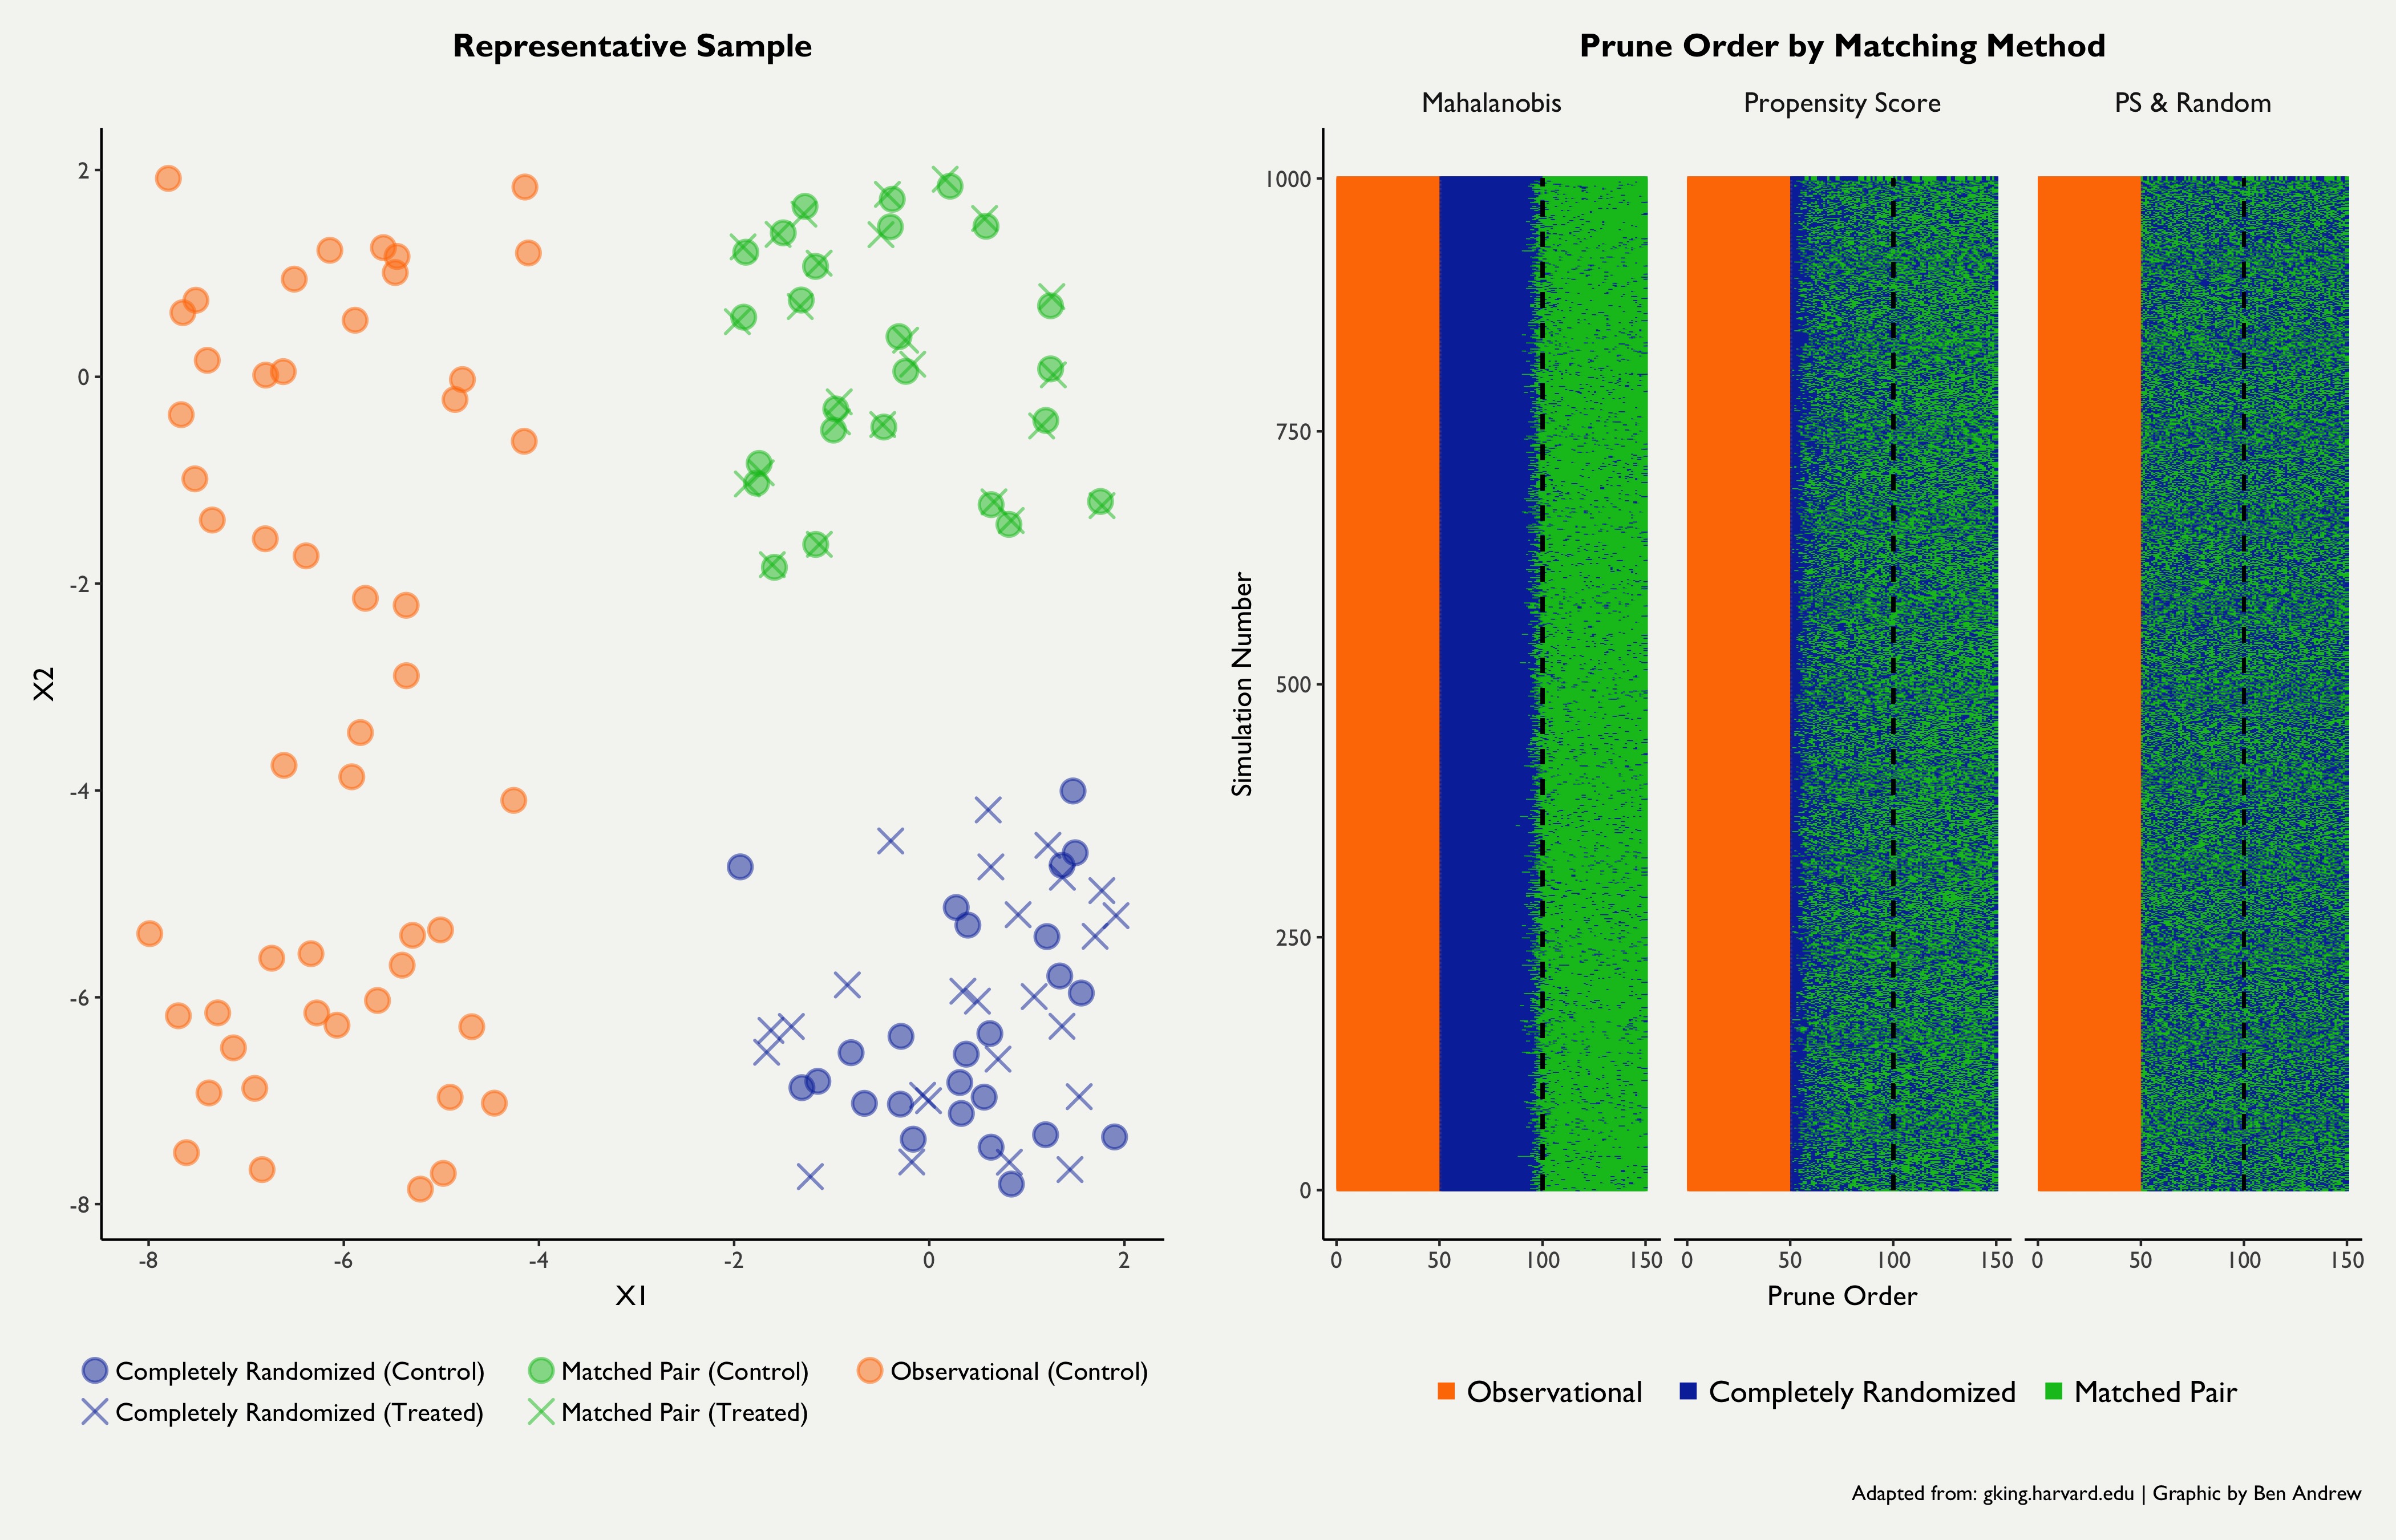 Representative Sample
X2
2
0
-2
-4
-6
-8
-8 -6 -4 -2 0 2
X1
Completely Randomized (Control) Matched Pair (Control) Observational (Control)
Completely Randomized (Treated) Matched Pair (Treated)
Prune Order by Matching Method
Mahalanobis Propensity Score PS & Random
Simulation Number
1000
750
500
250
0
0 50 100 150 0 50 100 150 0 50 100 150
Prune Order
Observational Completely Randomized Matched Pair
Adapted from: gking.harvard.edu | Graphic by Ben Andrew